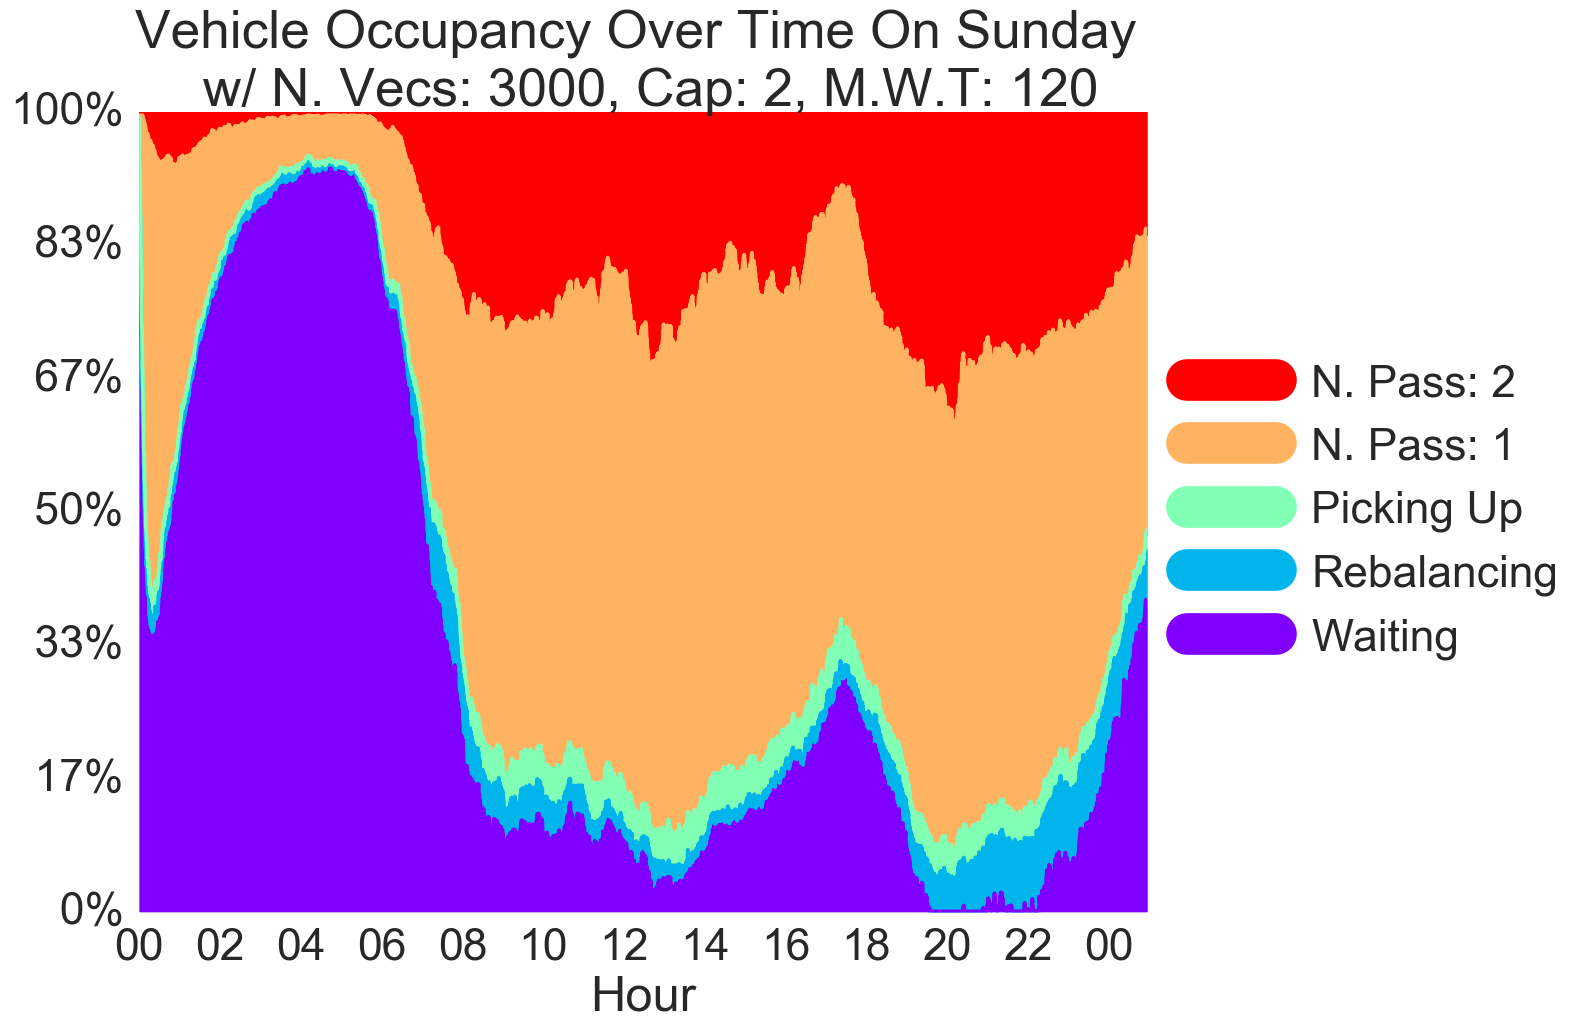 Vehicle Occupancy Over Time On Sunday
w/ N. Vecs: 3000, Cap: 2, M.W.T: 120
100%
83%
67%
50%
33%
17%
0%
00 02 04 06 08 10 12 14 16 18 20 22 00
Hour
N. Pass: 2
N. Pass: 1
Picking Up
Rebalancing
Waiting